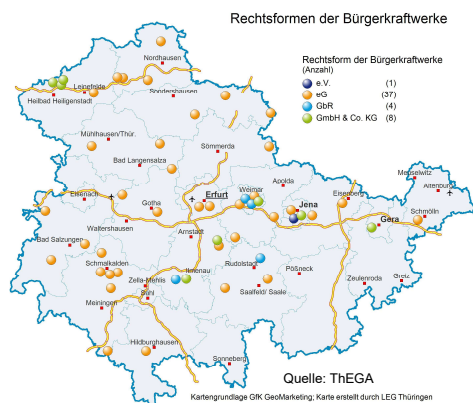 Rechtsformen der Bürgerkraftwerke
Rechtsform der Bürgerkraftwerke
(Anzahl)
e.V. (1)
eG (37)
GbR (4)
GmbH & Co. KG (8)
Nordhausen
Leinefelde
Heilbad Heiligenstadt
Sondershausen
Mühlhausen/Thür.
Sömmerda
Bad Langensalza
Meuselwitz
Apolda
Altenburg
Eisenach
Erfurt
Weimar
Eisenberg
Gotha
Jena
Schmölln
Gera
Waltershausen
Arnstadt
Bad Salzungen
Schmalkalden
Ilmenau
Rudolstadt
Pößneck
Greiz
Zella-Mehlis
Zeulenroda
Suhl
Saalfeld/ Saale
Meiningen
Hildburghausen
Sonneberg
Quelle: ThEGA
Kartengrundlage GfK GeoMarketing; Karte erstellt durch LEG Thüringen